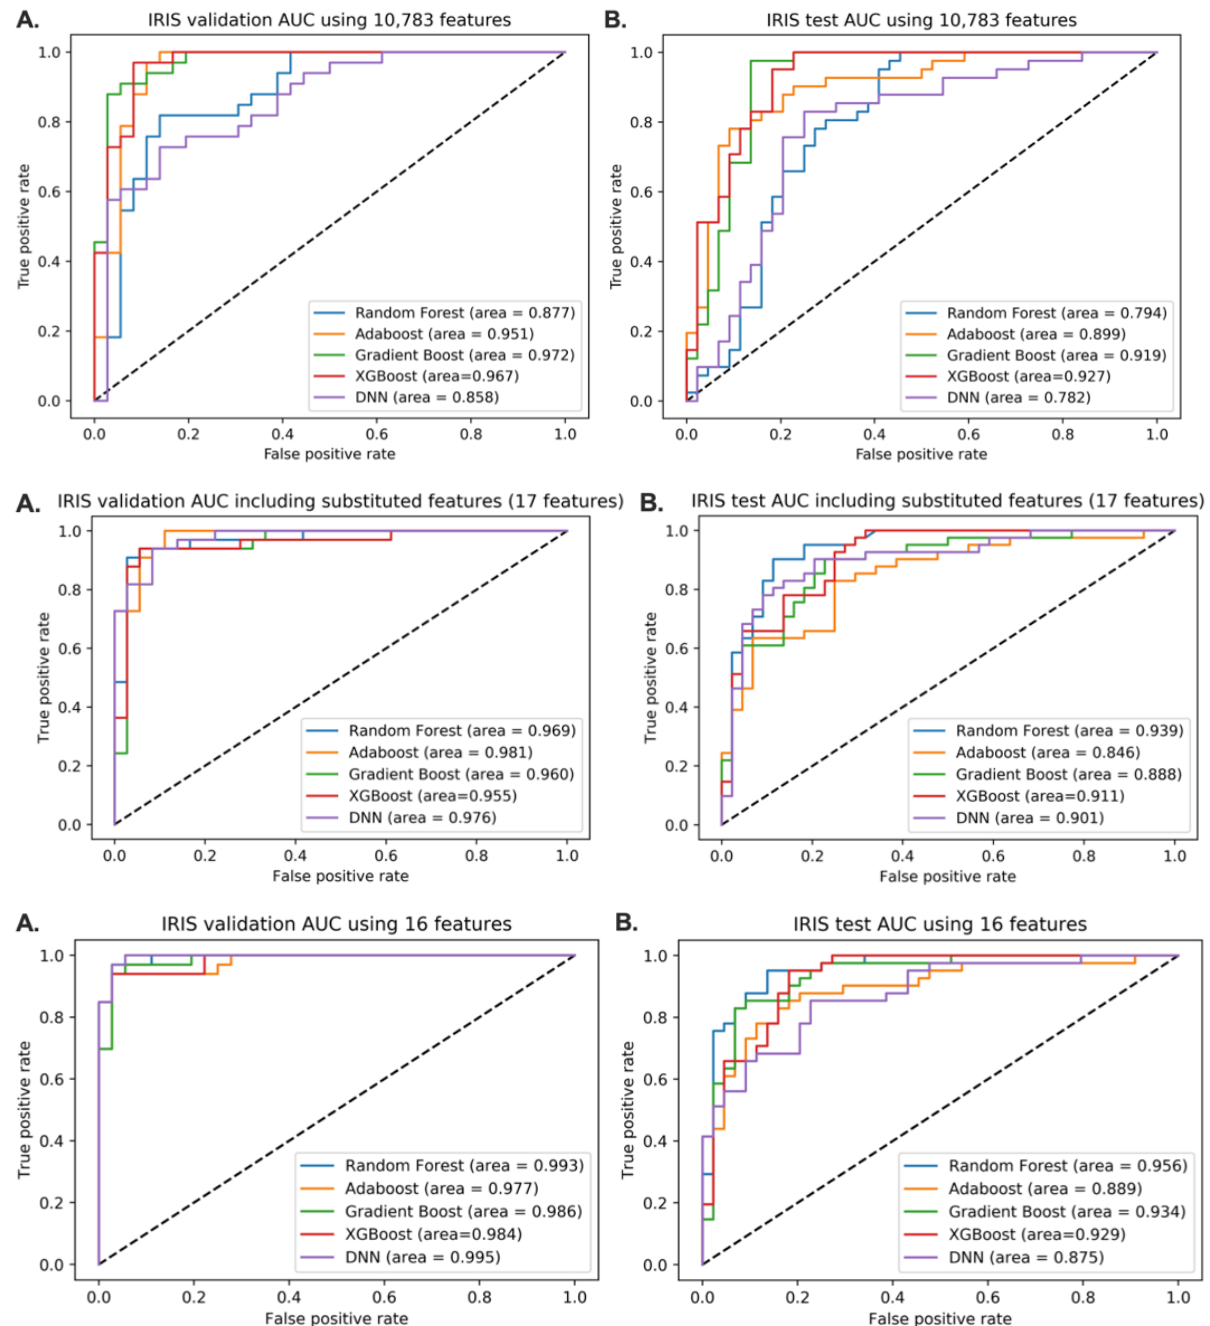 A. IRIS validation AUC using 10,783 features
1.0
0.8
0.6
0.4
0.2
0.0
True positive rate
Random Forest (area = 0.877)
Adaboost (area = 0.951)
Gradient Boost (area = 0.972)
XGBoost (area=0.967)
DNN (area = 0.858)
0.0 0.2 0.4 0.6 0.8 1.0
False positive rate
B. IRIS test AUC using 10,783 features
1.0
0.8
0.6
0.4
0.2
0.0
True positive rate
Random Forest (area = 0.794)
Adaboost (area = 0.899)
Gradient Boost (area = 0.919)
XGBoost (area=0.927)
DNN (area = 0.782)
0.0 0.2 0.4 0.6 0.8 1.0
False positive rate
A. IRIS validation AUC including substituted features (17 features)
1.0
0.8
0.6
0.4
0.2
0.0
True positive rate
Random Forest (area = 0.969)
Adaboost (area = 0.981)
Gradient Boost (area = 0.960)
XGBoost (area=0.955)
DNN (area = 0.976)
0.0 0.2 0.4 0.6 0.8 1.0
False positive rate
B. IRIS test AUC including substituted features (17 features)
1.0
0.8
0.6
0.4
0.2
0.0
True positive rate
Random Forest (area = 0.939)
Adaboost (area = 0.846)
Gradient Boost (area = 0.888)
XGBoost (area=0.911)
DNN (area = 0.901)
0.0 0.2 0.4 0.6 0.8 1.0
False positive rate
A. IRIS validation AUC using 16 features
1.0
0.8
0.6
0.4
0.2
0.0
True positive rate
Random Forest (area = 0.993)
Adaboost (area = 0.977)
Gradient Boost (area = 0.986)
XGBoost (area=0.984)
DNN (area = 0.995)
0.0 0.2 0.4 0.6 0.8 1.0
False positive rate
B. IRIS test AUC using 16 features
1.0
0.8
0.6
0.4
0.2
0.0
True positive rate
Random Forest (area = 0.956)
Adaboost (area = 0.889)
Gradient Boost (area = 0.934)
XGBoost (area=0.929)
DNN (area = 0.875)
0.0 0.2 0.4 0.6 0.8 1.0
False positive rate